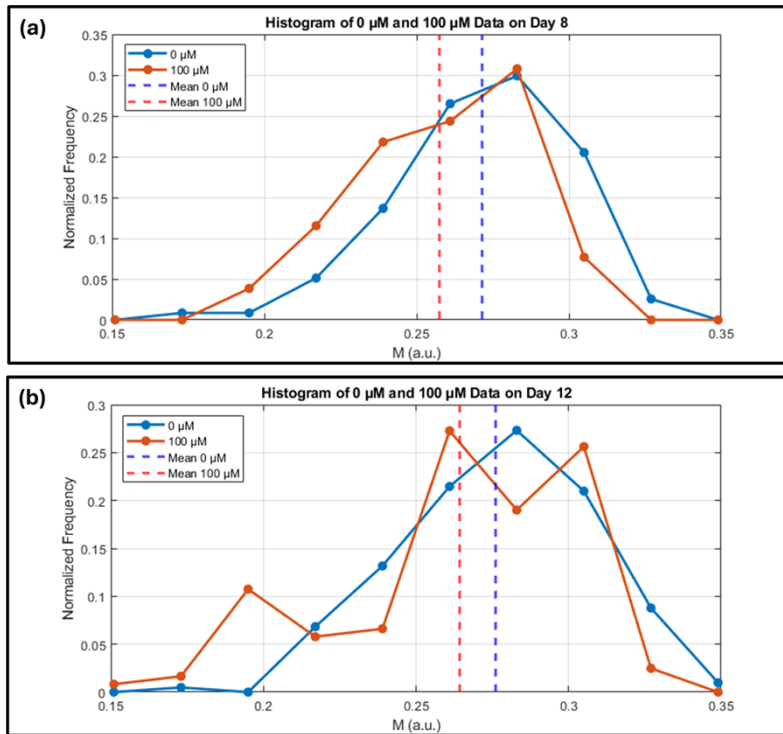 (a)
Histogram of 0 µM and 100 µM Data on Day 8
0 µM
100 µM
Mean 0 µM
Mean 100 µM
Normalized Frequency
0.35
0.3
0.25
0.2
0.15
0.1
0.05
0
0.15
0.2
0.25
0.3
0.35
M (a.u.)
(b)
Histogram of 0 µM and 100 µM Data on Day 12
0 µM
100 µM
Mean 0 µM
Mean 100 µM
Normalized Frequency
0.3
0.25
0.2
0.15
0.1
0.05
0
0.15
0.2
0.25
0.3
0.35
M (a.u.)